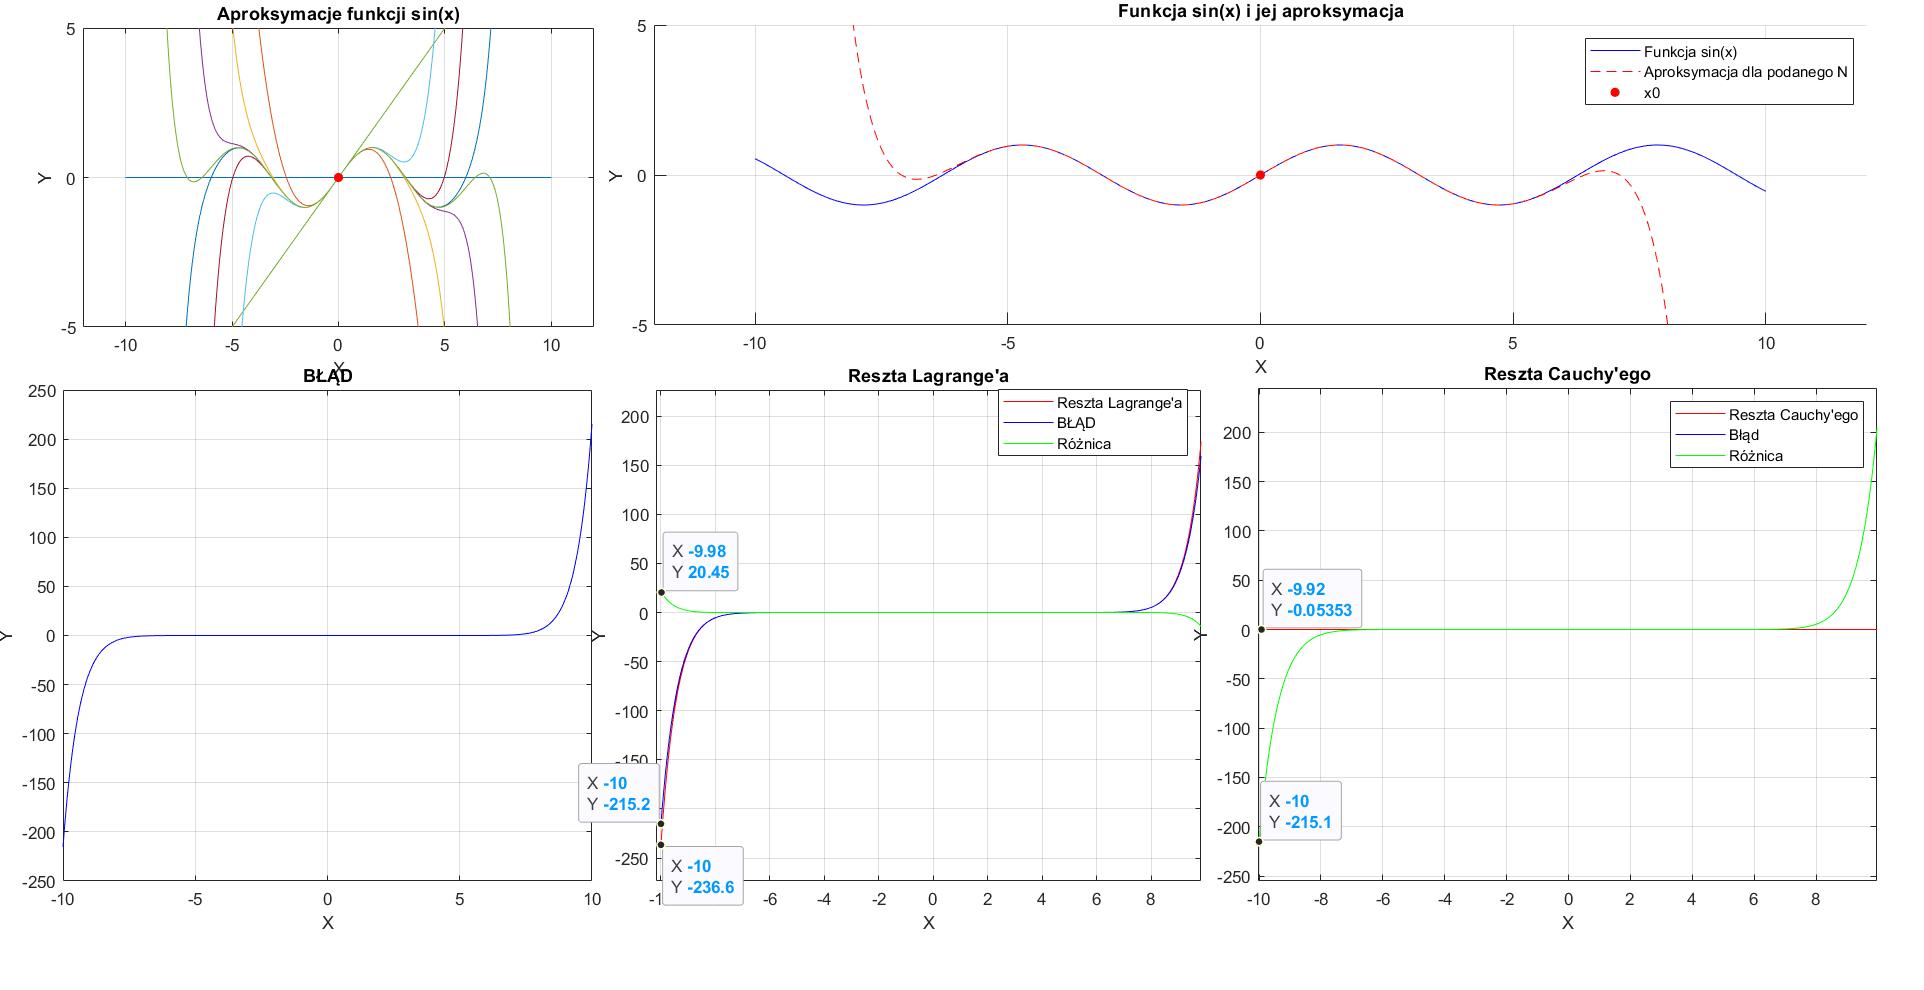 Aproksymacje funkcji sin(x)
5
0
-5
Y
-10 -5 0 5 10
X
Funkcja sin(x) i jej aproksymacja
Funkcja sin(x)
Aproksymacja dla podanego N
x0
5
0
-5
Y
-10 -5 0 5 10
X
BŁĄD
250
200
150
100
50
0
-50
-100
-150
-200
-250
Y
-10 -5 0 5 10
X
Reszta Lagrange'a
Reszta Lagrange'a
BŁĄD
Różnica
200
150
100
50
0
-50
-100
-150
-250
Y
X -9.98
Y 20.45
X -10
Y -215.2
X -10
Y -236.6
-6 -4 -2 0 2 4 6 8
X
Reszta Cauchy'ego
Reszta Cauchy'ego
Błąd
Różnica
200
150
100
50
0
-50
-100
-150
-200
-250
Y
X -9.92
Y -0.05353
X -10
Y -215.1
-10 -8 -6 -4 -2 0 2 4 6 8
X